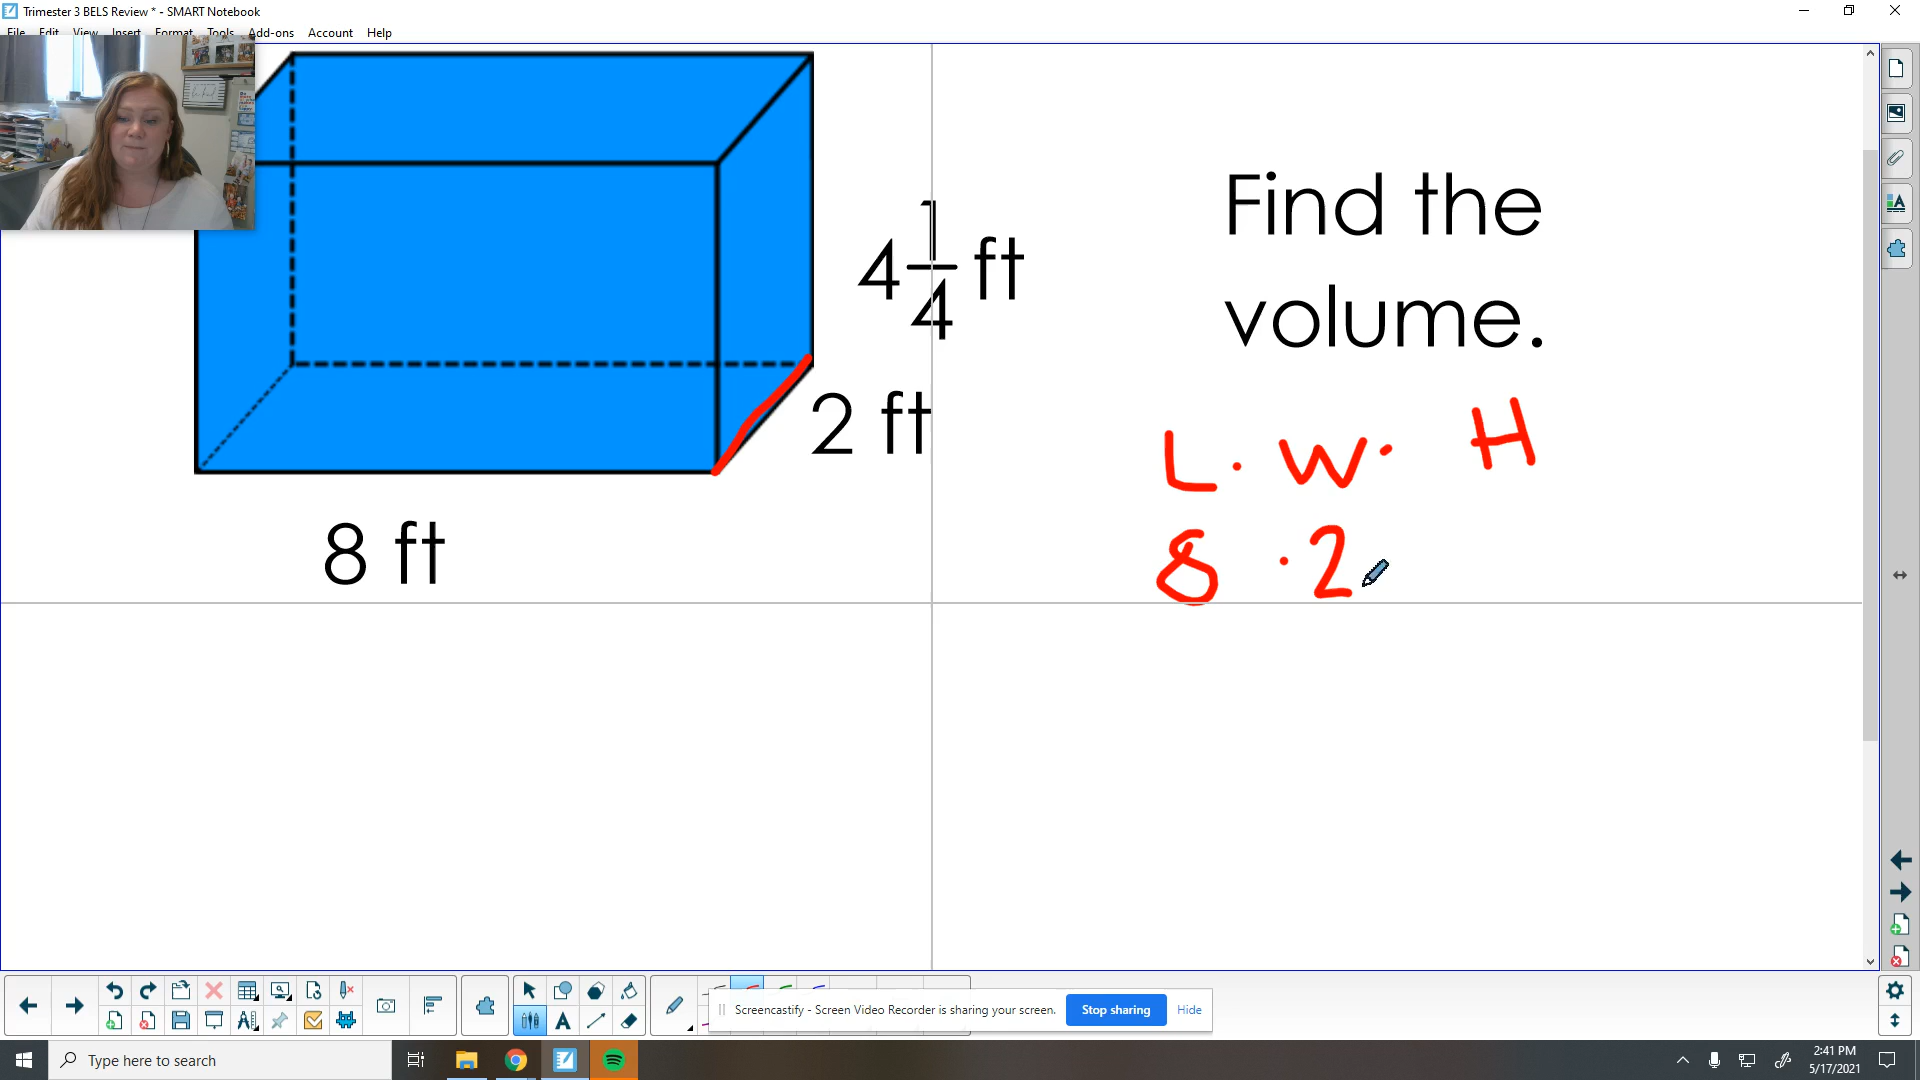 Trimester 3 BELS Review * - SMART Notebook
File Edit View Insert Format Tools Add-ons Account Help
4 1/4 ft
Find the
volume.
2 ft
L · W · H
8 · 2
8 ft
Screencastify - Screen Video Recorder is sharing your screen. Stop sharing Hide
Type here to search
2:41 PM
5/17/2021